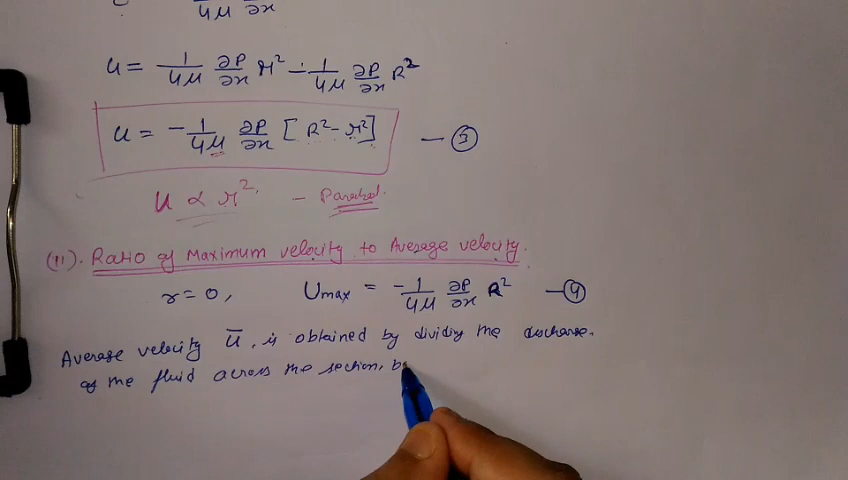 4μ ∂x
u = 1/4μ ∂P/∂x r² - 1/4μ ∂P/∂x R²
u = -1/4μ ∂P/∂x [R² - r²] — ③
u ∝ r², -
(11). Ratio of Maximum velocity to Average velocity.
r = 0, Umax = -1/4μ ∂P/∂x R² — ④
Average velocity ū, is obtained by dividing the discharge.
of the fluid across the section, b